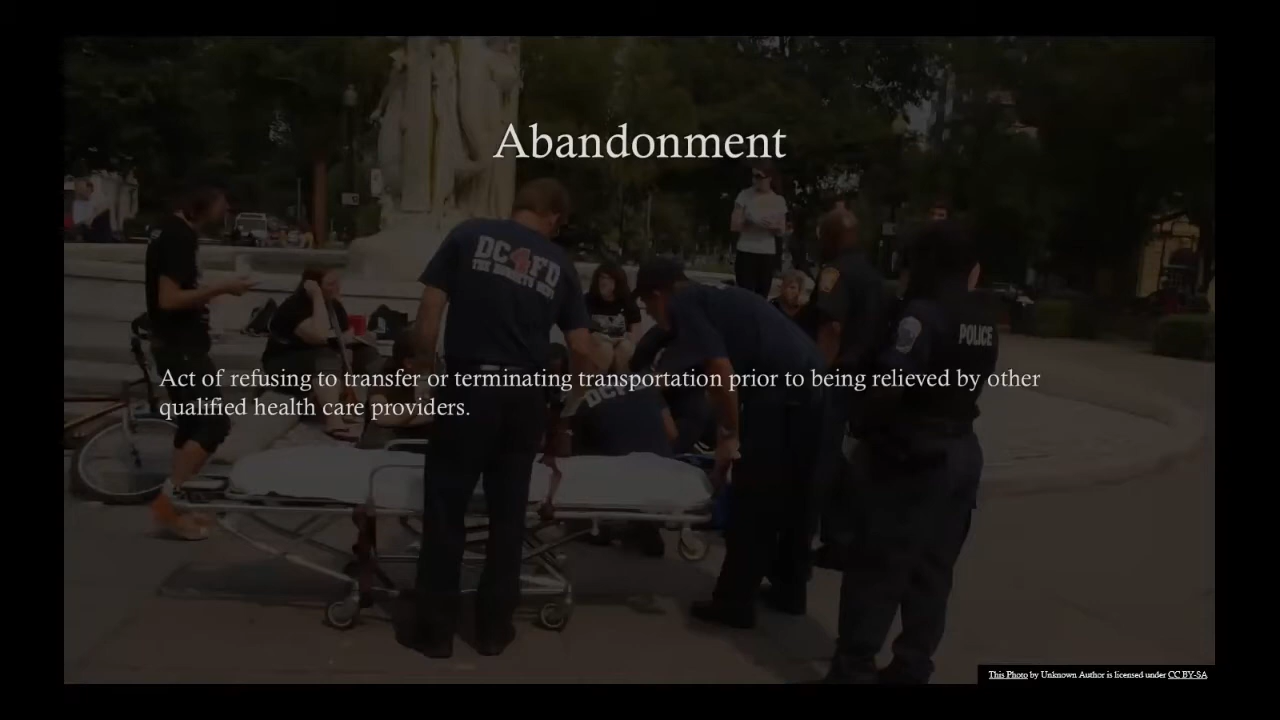 Abandonment
DC FD
POLICE
Act of refusing to transfer or terminating transportation prior to being relieved by other
qualified health care providers.
This Photo by Unknown Author is licensed under CC BY-SA